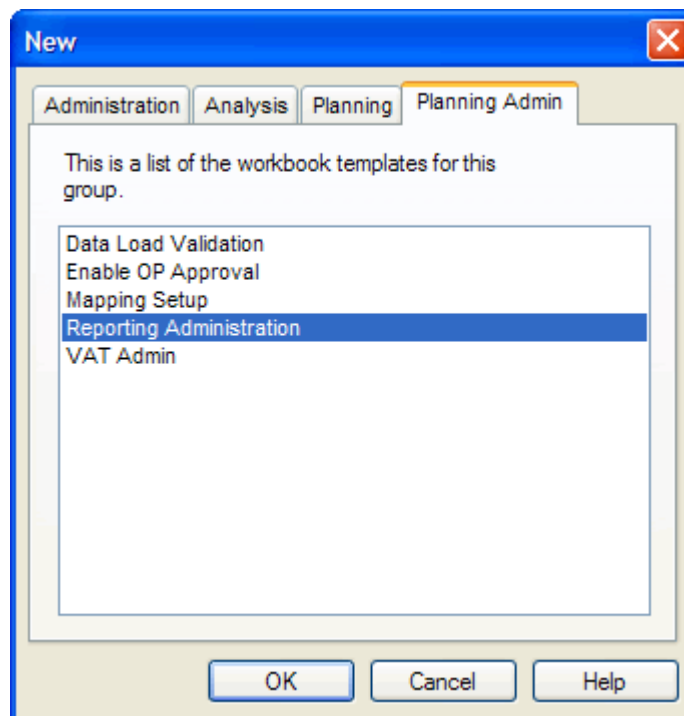 New
Administration
Analysis
Planning
Planning Admin
This is a list of the workbook templates for this
group.
Data Load Validation
Enable OP Approval
Mapping Setup
Reporting Administration
VAT Admin
OK
Cancel
Help